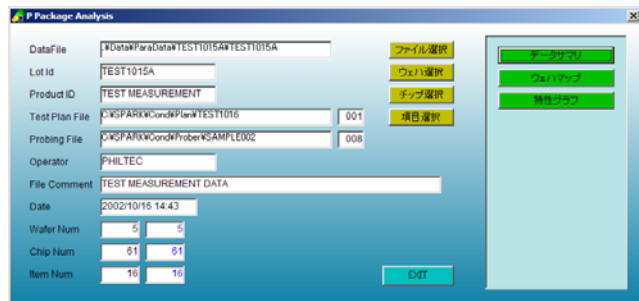 P Package Analysis
DataFile .¥Data¥ParaData¥TEST1015A¥TEST1015A ファイル選択
データサマリ
Lot Id TEST1015A ウェハ選択
ウェハマップ
Product ID TEST MEASUREMENT チップ選択
特性グラフ
Test Plan File C:¥SPARK¥Cond¥Plan¥TEST1016 001 項目選択
Probing File C:¥SPARK¥Cond¥Prober¥SAMPLE002 008
Operator PHILTEC
File Comment TEST MEASUREMENT DATA
Date 2002/10/16 14:43
Wafer Num 5 5
Chip Num 61 61
Item Num 16 16
EXIT